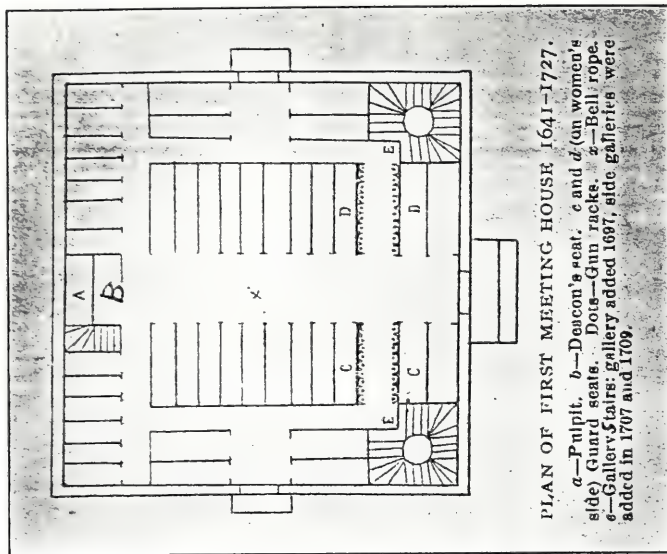 A
B
x
D
C
D
C
E
E
PLAN OF FIRST MEETING HOUSE 1641-1727.
a—Pulpit. b—Deacon's seat. c and d (on women's
side) Guard seats. Dots—Gun racks. x—Bell rope.
e—Gallery Stairs; gallery added 1697, side galleries were
added in 1707 and 1709.